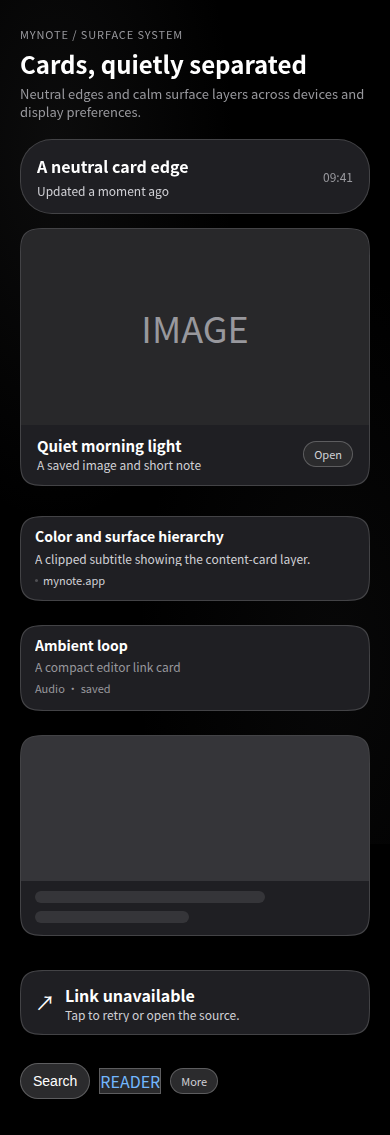 MYNOTE / SURFACE SYSTEM
Cards, quietly separated
Neutral edges and calm surface layers across devices and
display preferences.
A neutral card edge
Updated a moment ago
09:41
IMAGE
Quiet morning light
A saved image and short note
Open
Color and surface hierarchy
A clipped subtitle showing the content-card layer.
• mynote.app
Ambient loop
A compact editor link card
Audio • saved
↗ Link unavailable
Tap to retry or open the source.
Search READER More